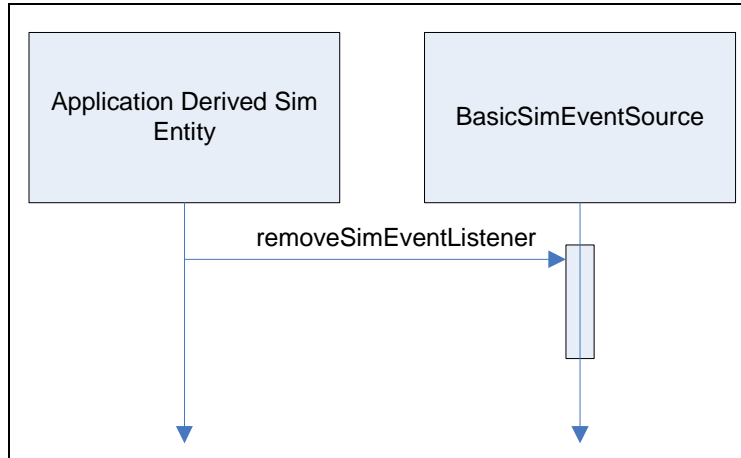 Application Derived Sim
Entity
BasicSimEventSource
removeSimEventListener